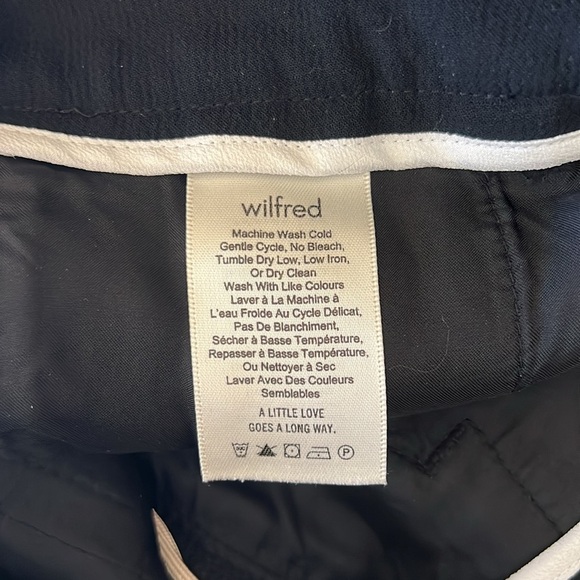 wilfred
Machine Wash Cold
Gentle Cycle, No Bleach,
Tumble Dry Low, Low Iron,
Or Dry Clean
Wash With Like Colours
Laver à La Machine à
L'eau Froide Au Cycle Délicat,
Pas De Blanchiment,
Sécher à Basse Température,
Repasser à Basse Température,
Ou Nettoyer à Sec
Laver Avec Des Couleurs
Semblables
A LITTLE LOVE
GOES A LONG WAY.
P